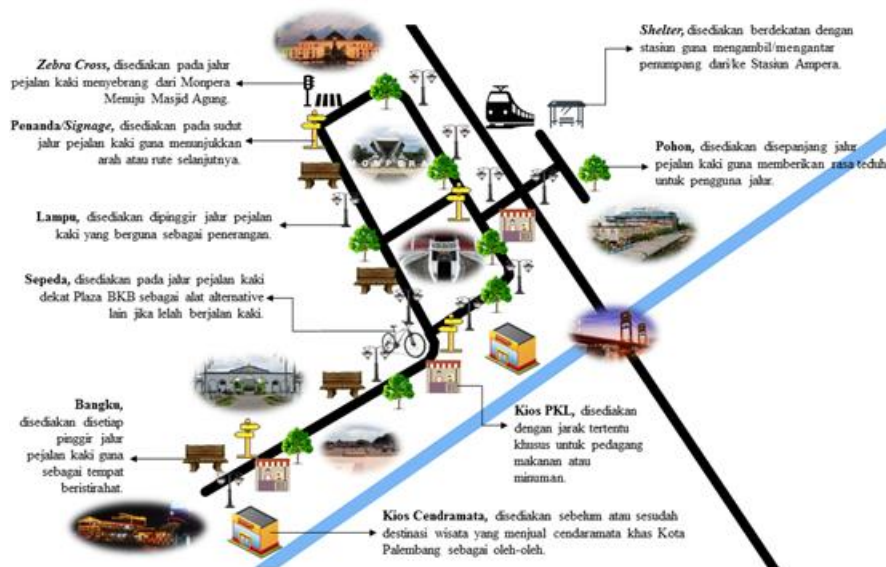 Zebra Cross, disediakan pada jalur
pejalan kaki menyebrang dari Monpera
Menuju Masjid Agung.
Penanda/Signage, disediakan pada sudut
jalur pejalan kaki guna menunjukkan
arah atau rute selanjutnya.
Lampu, disediakan dipinggir jalur pejalan
kaki yang berguna sebagai penerangan.
Sepeda, disediakan pada jalur pejalan kaki
dekat Plaza BKB sebagai alat alternative
lain jika lelah berjalan kaki.
Bangku,
disediakan disetiap
pinggir jalur
pejalan kaki guna
sebagai tempat
beristirahat.
Shelter, disediakan berdekatan dengan
stasiun guna mengambil/mengantar
penumpang dari/ke Stasiun Ampera.
Pohon, disediakan disepanjang jalur
pejalan kaki guna memberikan rasa teduh
untuk pengguna jalur.
Kios PKL, disediakan
dengan jarak tertentu
khusus untuk pedagang
makanan atau
minuman.
Kios Cendramata, disediakan sebelum atau sesudah
destinasi wisata yang menjual cendaramata khas Kota
Palembang sebagai oleh-oleh.